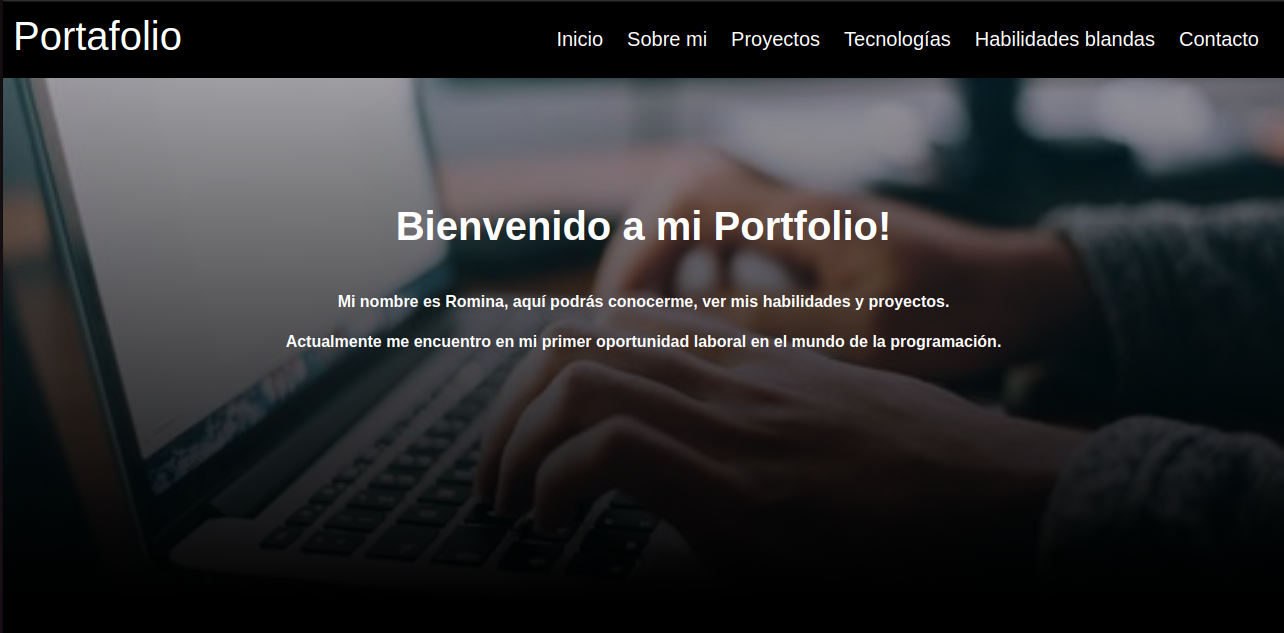 Portafolio
Inicio Sobre mi Proyectos Tecnologías Habilidades blandas Contacto
Bienvenido a mi Portfolio!
Mi nombre es Romina, aquí podrás conocerme, ver mis habilidades y proyectos.
Actualmente me encuentro en mi primer oportunidad laboral en el mundo de la programación.